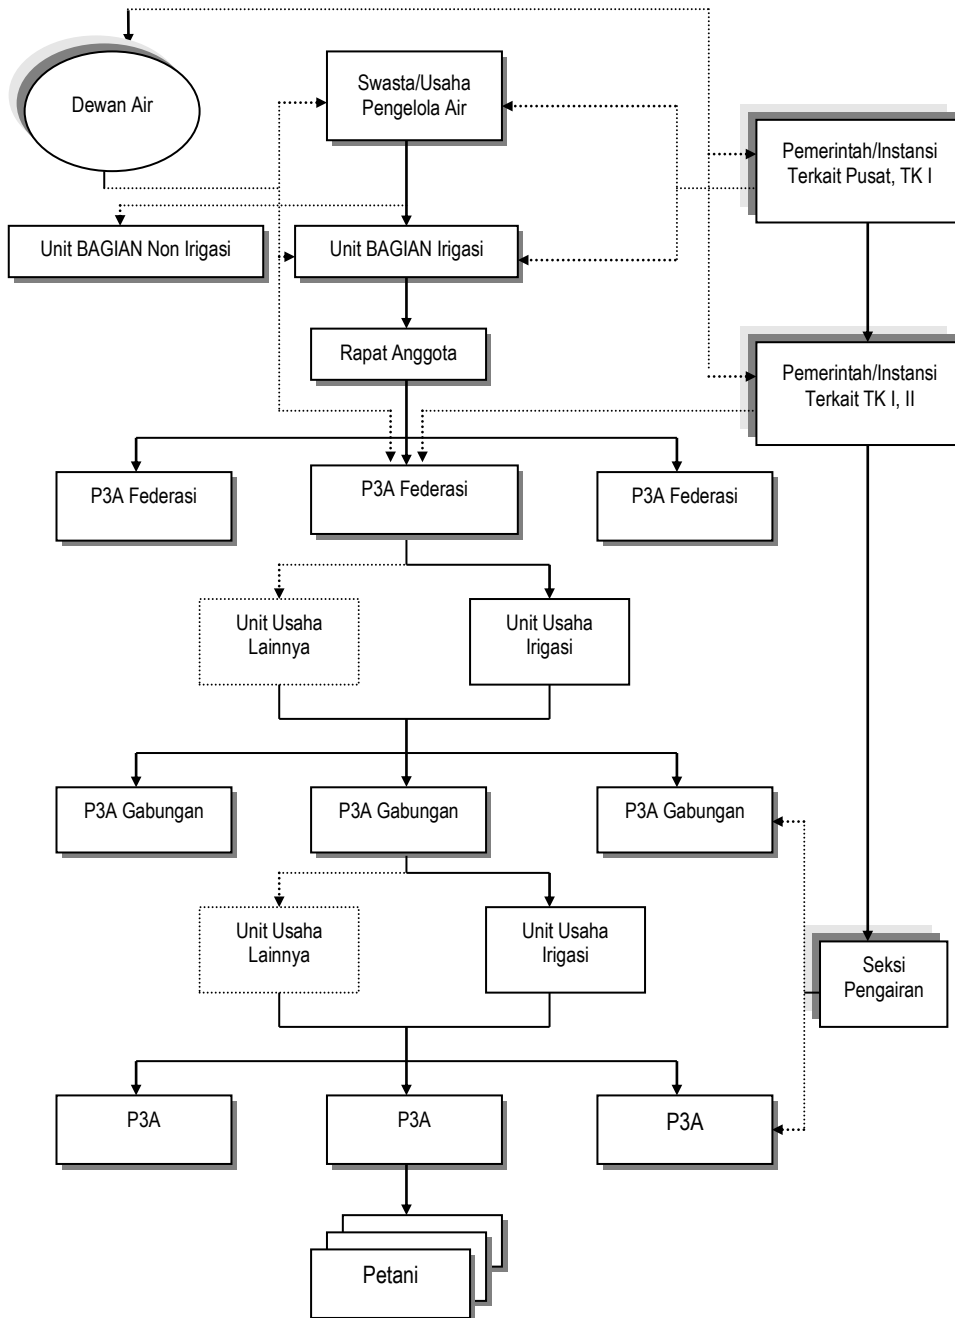 Dewan Air
Swasta/Usaha
Pengelola Air
Pemerintah/Instansi
Terkait Pusat, TK I
Unit BAGIAN Non Irigasi
Unit BAGIAN Irigasi
Rapat Anggota
Pemerintah/Instansi
Terkait TK I, II
P3A Federasi
P3A Federasi
P3A Federasi
Unit Usaha
Lainnya
Unit Usaha
Irigasi
P3A Gabungan
P3A Gabungan
P3A Gabungan
Unit Usaha
Lainnya
Unit Usaha
Irigasi
Seksi
Pengairan
P3A
P3A
P3A
Petani